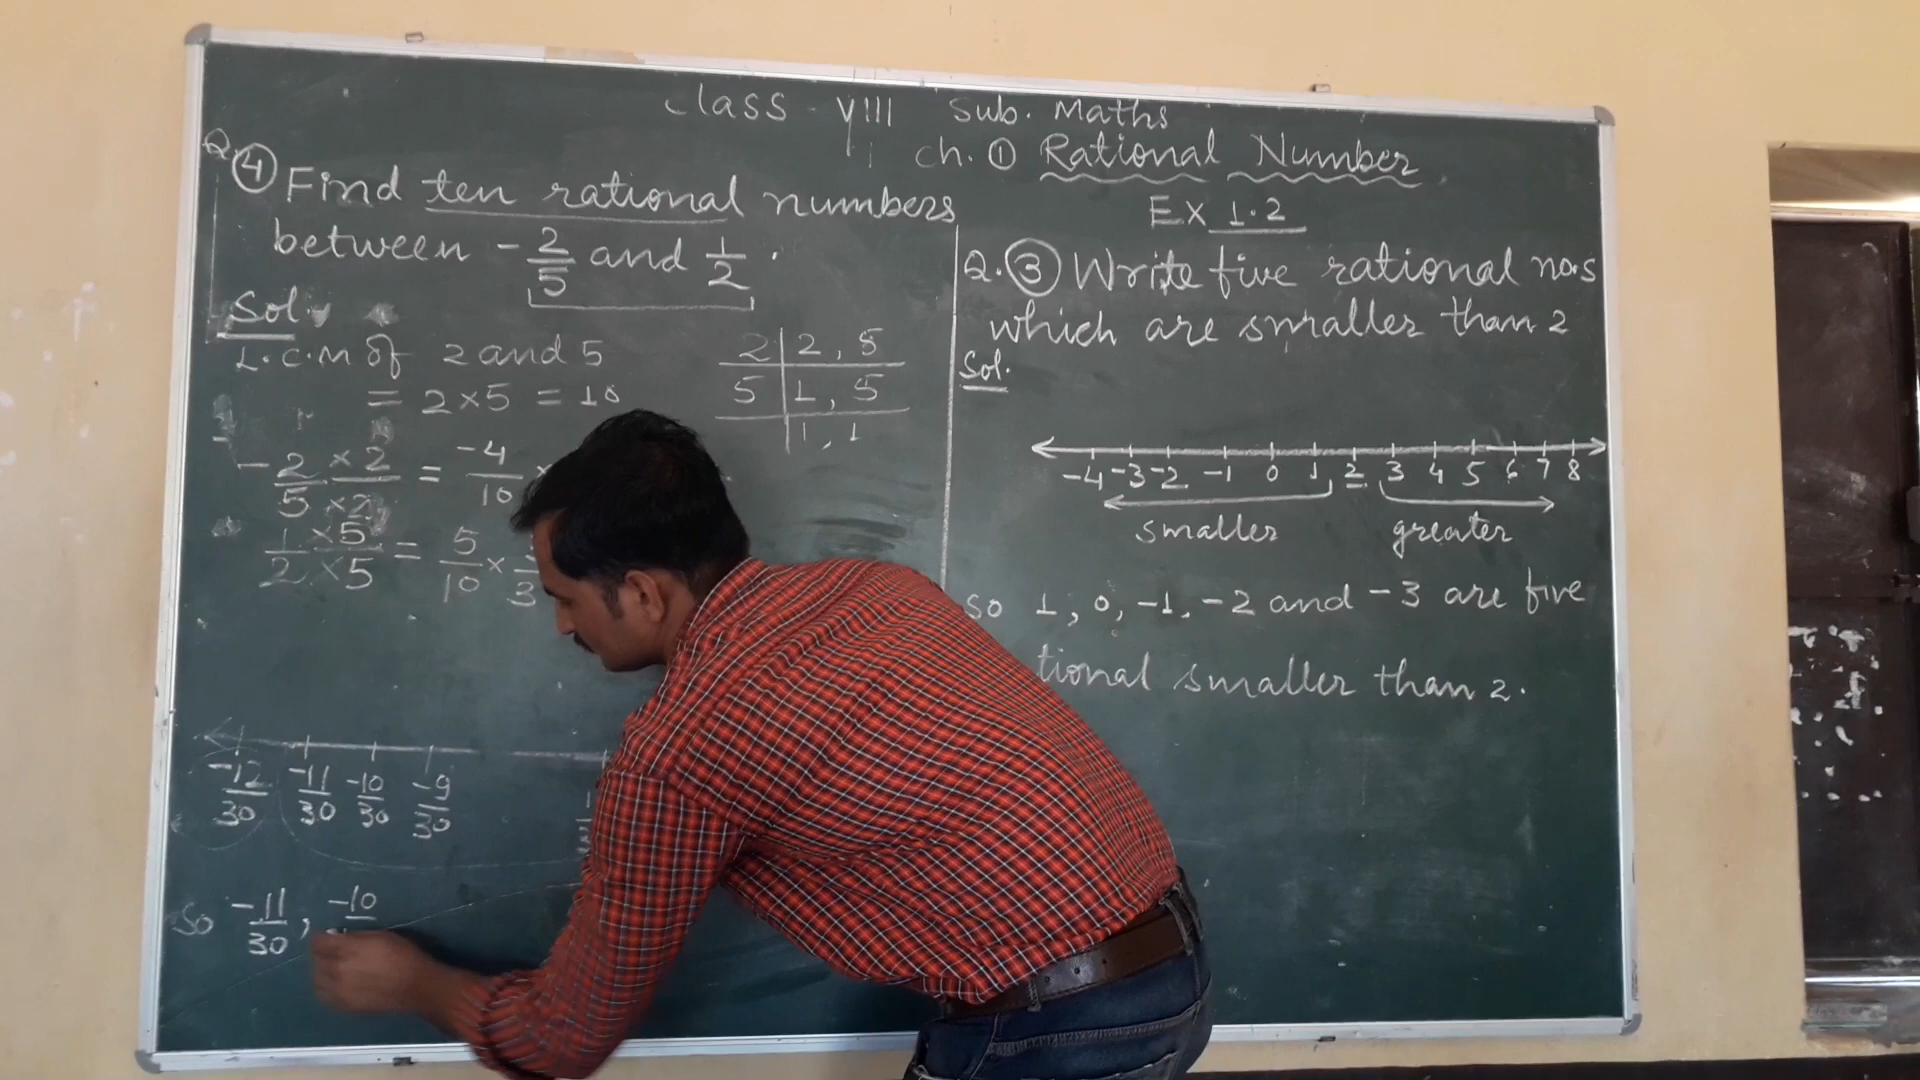 Class - VIII Sub. Maths
Ch. ① Rational Number
Ex 1.2
Q. ④ Find ten rational numbers
between -2/5 and 1/2.
Sol.
L.C.M of 2 and 5
= 2×5 = 10
2 | 2, 5
5 | 1, 5
| 1, 1
-2/5 ×2/×2 = -4/10 ×
1/2 ×5/×5 = 5/10 × 3
-12/30 -11/30 -10/30 -9/30
So -11/30, -10
Q. ③ Write five rational nos
which are smaller than 2
Sol.
-4 -3 -2 -1 0 1 2 3 4 5 6 7 8
smaller greater
so 1, 0, -1, -2 and -3 are five
tional smaller than 2.